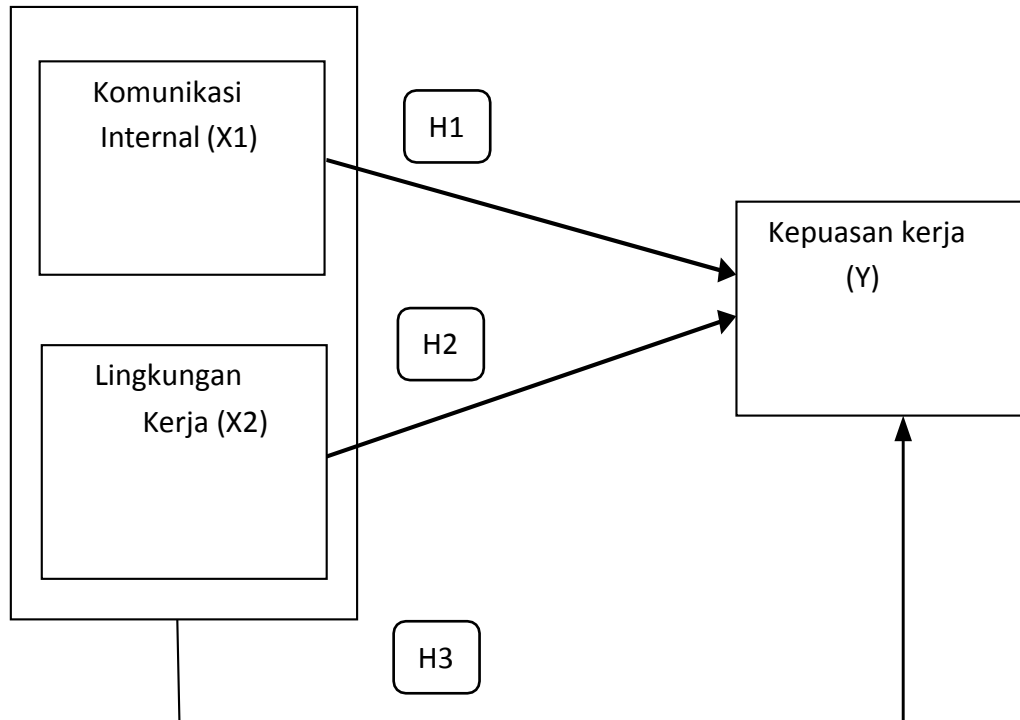 Komunikasi
Internal (X1)
H1
Kepuasan kerja
(Y)
H2
Lingkungan
Kerja (X2)
H3